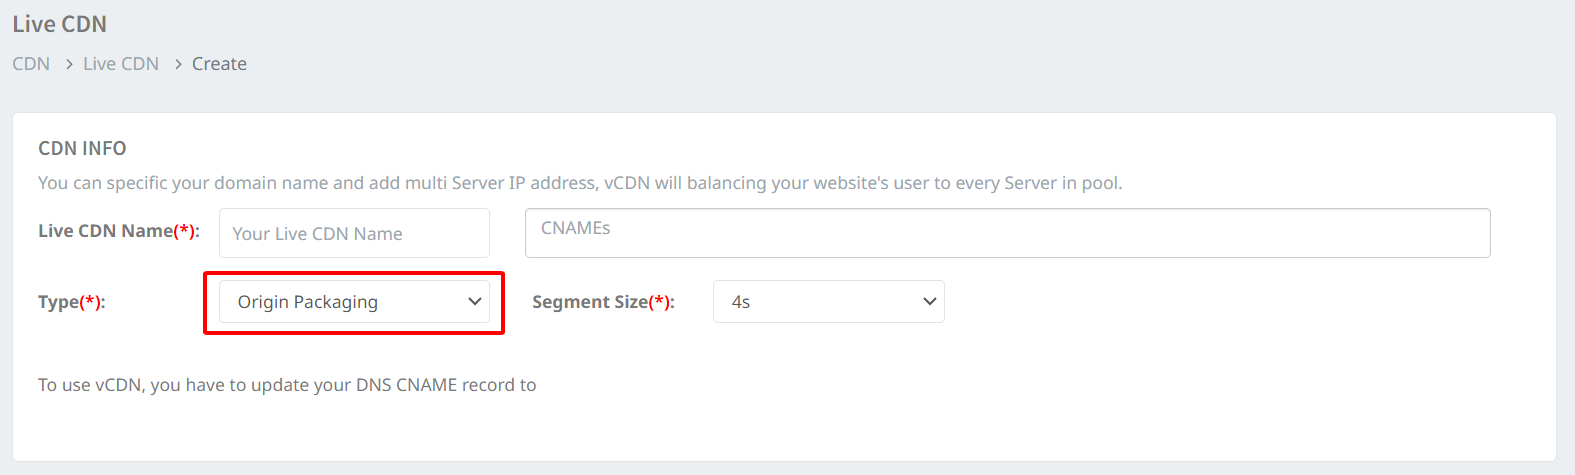 Live CDN
CDN > Live CDN > Create
CDN INFO
You can specific your domain name and add multi Server IP address, vCDN will balancing your website's user to every Server in pool.
Live CDN Name(*): Your Live CDN Name CNAMEs
Type(*): Origin Packaging Segment Size(*): 4s
To use vCDN, you have to update your DNS CNAME record to